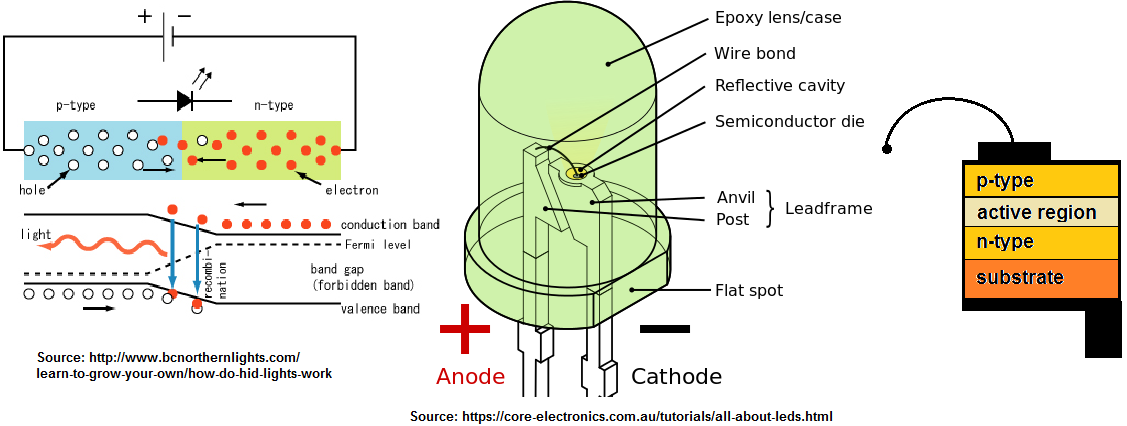 + −
p-type
n-type
hole
electron
light
conduction band
Fermi level
recombi-
nation
band gap
(forbidden band)
valence band
Source: http://www.bcnorthernlights.com/
learn-to-grow-your-own/how-do-hid-lights-work
Epoxy lens/case
Wire bond
Reflective cavity
Semiconductor die
Anvil
Post
Leadframe
Flat spot
+ −
Anode
Cathode
Source: https://core-electronics.com.au/tutorials/all-about-leds.html
p-type
active region
n-type
substrate